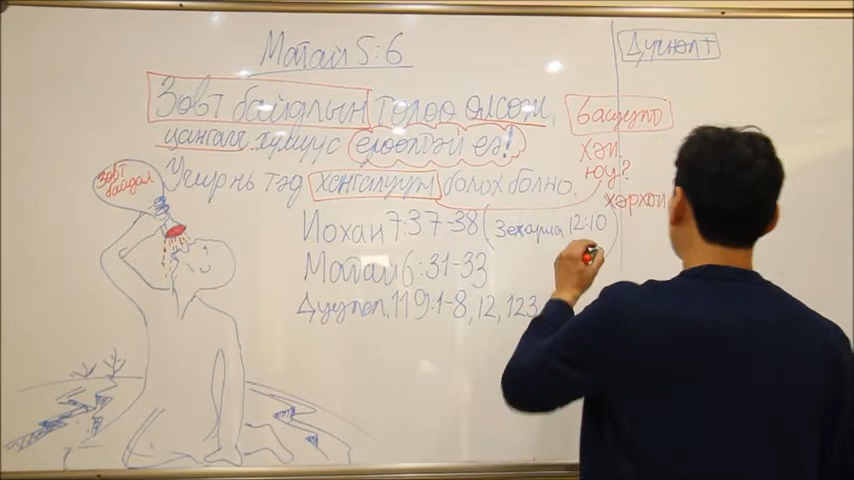 Матай 5:6
Дүгнэлт
Зөвт байдлын төлөө өлсөж,
цангагч хүмүүс ерөөлтэй еэ!
Учир нь тэд хангалуун болох болно.
хэн
юу?
хэрхэн
Зөвт
байдал
Иохан 7:37-38 (Зехариа 12:10
Матай 6:31-33
Дуулал 119:1-8, 12, 123